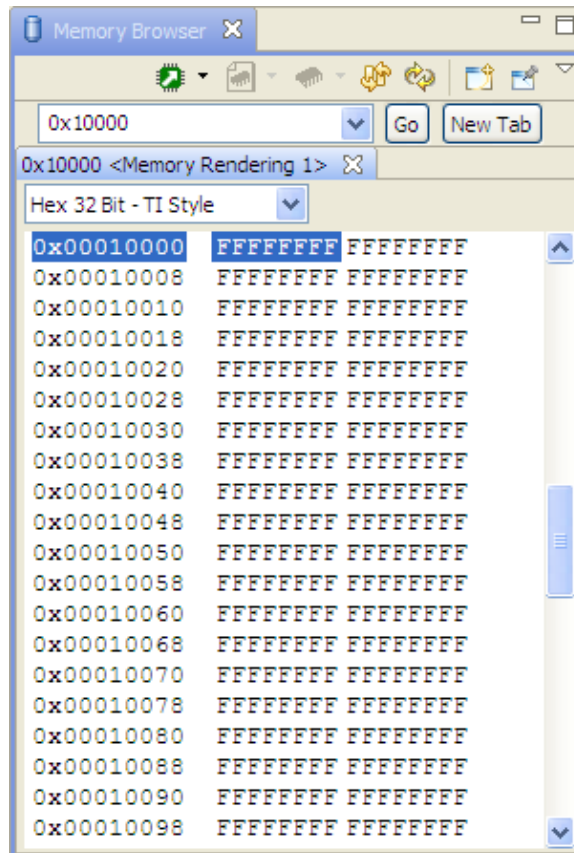 Memory Browser
0x10000 Go New Tab
0x10000 <Memory Rendering 1>
Hex 32 Bit - TI Style
0x00010000 FFFFFFFF FFFFFFFF
0x00010008 FFFFFFFF FFFFFFFF
0x00010010 FFFFFFFF FFFFFFFF
0x00010018 FFFFFFFF FFFFFFFF
0x00010020 FFFFFFFF FFFFFFFF
0x00010028 FFFFFFFF FFFFFFFF
0x00010030 FFFFFFFF FFFFFFFF
0x00010038 FFFFFFFF FFFFFFFF
0x00010040 FFFFFFFF FFFFFFFF
0x00010048 FFFFFFFF FFFFFFFF
0x00010050 FFFFFFFF FFFFFFFF
0x00010058 FFFFFFFF FFFFFFFF
0x00010060 FFFFFFFF FFFFFFFF
0x00010068 FFFFFFFF FFFFFFFF
0x00010070 FFFFFFFF FFFFFFFF
0x00010078 FFFFFFFF FFFFFFFF
0x00010080 FFFFFFFF FFFFFFFF
0x00010088 FFFFFFFF FFFFFFFF
0x00010090 FFFFFFFF FFFFFFFF
0x00010098 FFFFFFFF FFFFFFFF